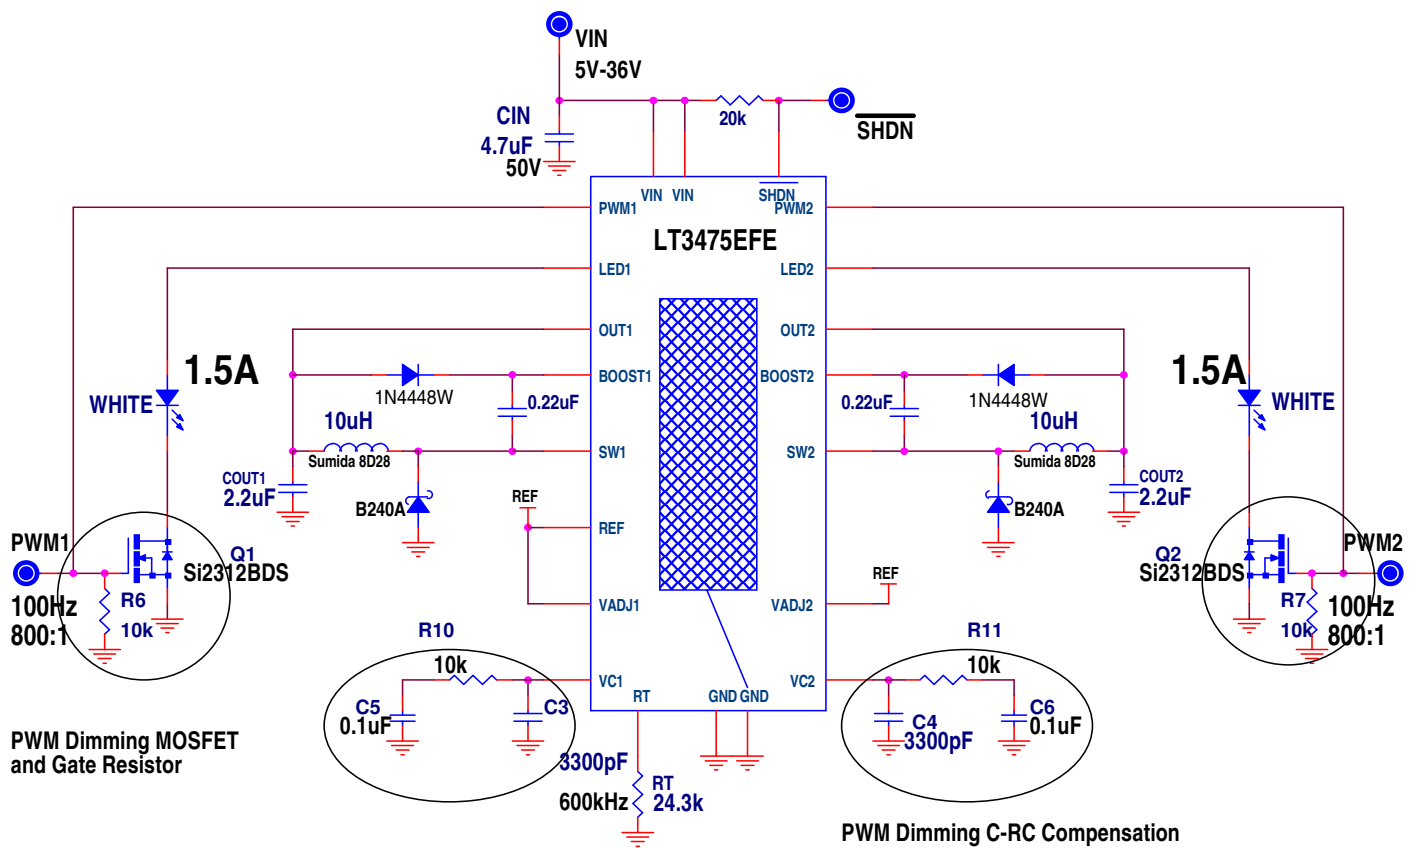 VIN
5V-36V
CIN
4.7uF
50V
20k
SHDN
VIN VIN SHDN
PWM1 PWM2
LT3475EFE
LED1 LED2
OUT1 OUT2
1.5A
1.5A
BOOST1 BOOST2
1N4448W
1N4448W
WHITE
WHITE
0.22uF
0.22uF
10uH
10uH
SW1 SW2
Sumida 8D28
Sumida 8D28
COUT1
2.2uF
COUT2
2.2uF
B240A
B240A
REF
REF
PWM1
Q1
Si2312BDS
R6
10k
100Hz
800:1
Q2
Si2312BDS
PWM2
R7
10k
100Hz
800:1
REF
VADJ1 VADJ2
R10
10k
R11
10k
VC1 VC2
RT GND GND
C5
0.1uF
C3
3300pF
C4
3300pF
C6
0.1uF
PWM Dimming MOSFET
and Gate Resistor
600kHz
RT
24.3k
PWM Dimming C-RC Compensation